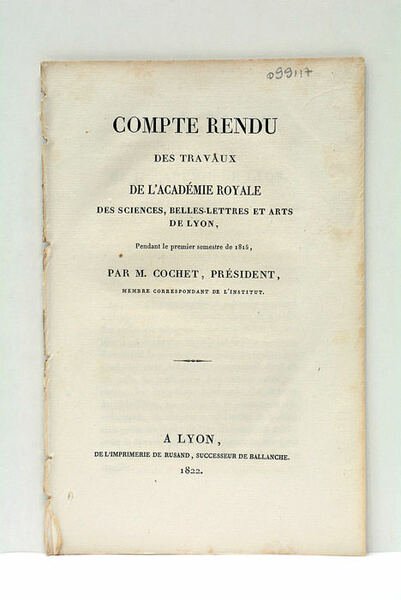 099117
COMPTE RENDU
DES TRAVAUX
DE L'ACADÉMIE ROYALE
DES SCIENCES, BELLES-LETTRES ET ARTS
DE LYON,
Pendant le premier semestre de 1815,
PAR M. COCHET, PRÉSIDENT,
MEMBRE CORRESPONDANT DE L'INSTITUT.
A LYON,
DE L'IMPRIMERIE DE RUSAND, SUCCESSEUR DE BALLANCHE.
1822.